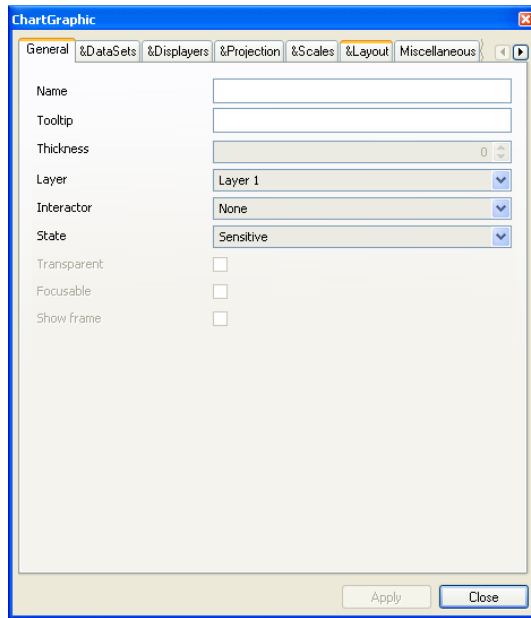 ChartGraphic
General &DataSets &Displayers &Projection &Scales &Layout Miscellaneous
Name
Tooltip
Thickness 0
Layer Layer 1
Interactor None
State Sensitive
Transparent
Focusable
Show frame
Apply Close